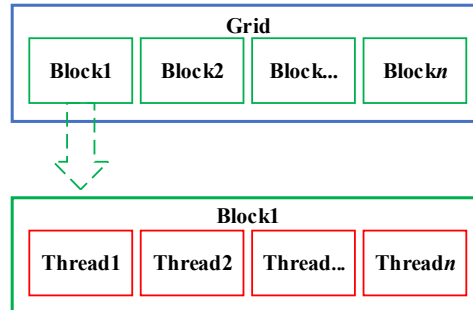 Grid
Block1 Block2 Block... Blockn
Block1
Thread1 Thread2 Thread... Threadn